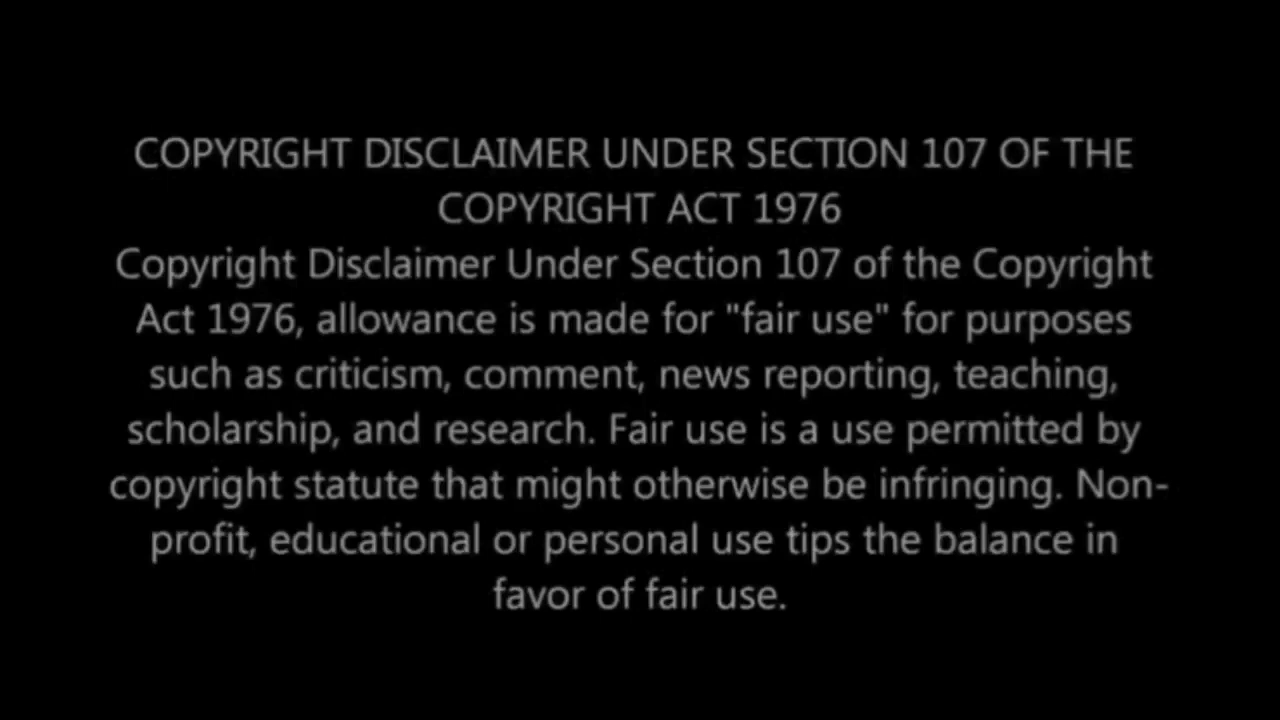 COPYRIGHT DISCLAIMER UNDER SECTION 107 OF THE
COPYRIGHT ACT 1976
Copyright Disclaimer Under Section 107 of the Copyright
Act 1976, allowance is made for "fair use" for purposes
such as criticism, comment, news reporting, teaching,
scholarship, and research. Fair use is a use permitted by
copyright statute that might otherwise be infringing. Non-
profit, educational or personal use tips the balance in
favor of fair use.